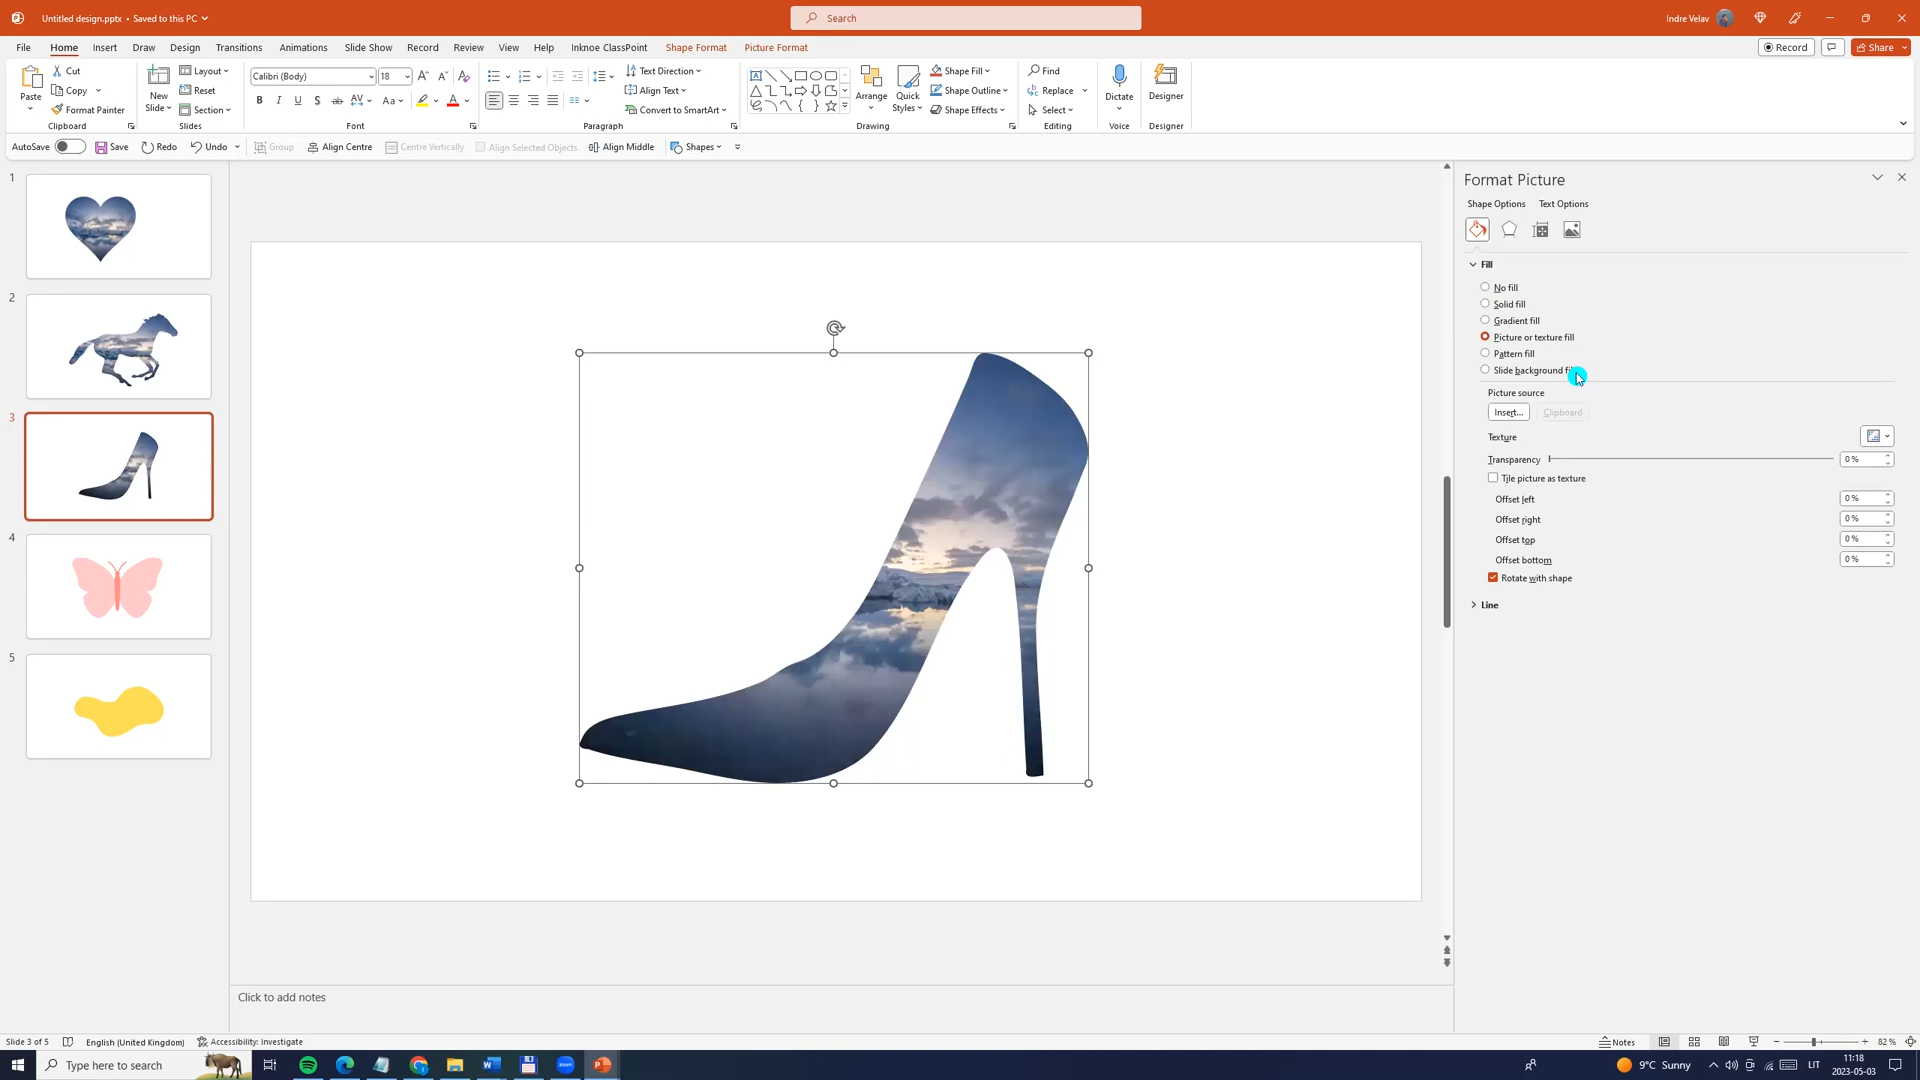 Untitled design.pptx • Saved to this PC
Search
Indre Velav
File Home Insert Draw Design Transitions Animations Slide Show Record Review View Help Inknoe ClassPoint Shape Format Picture Format
Record Share
Paste Cut Copy Format Painter
New Slide Layout Reset Section
Calibri (Body) 18
Text Direction Align Text Convert to SmartArt
Arrange Quick Styles Shape Fill Shape Outline Shape Effects
Find Replace Select
Dictate Designer
Clipboard Slides Font Paragraph Drawing Editing Voice Designer
AutoSave Save Redo Undo Group Align Centre Centre Vertically Align Selected Objects Align Middle Shapes
1
2
3
4
5
Format Picture
Shape Options Text Options
Fill
No fill
Solid fill
Gradient fill
Picture or texture fill
Pattern fill
Slide background
Picture source
Insert... Clipboard
Texture
Transparency 0 %
Tile picture as texture
Offset left 0 %
Offset right 0 %
Offset top 0 %
Offset bottom 0 %
Rotate with shape
Line
Click to add notes
Slide 3 of 5 English (United Kingdom) Accessibility: Investigate Notes 82 %
Type here to search
9°C Sunny
LIT
11:18
2023-05-03